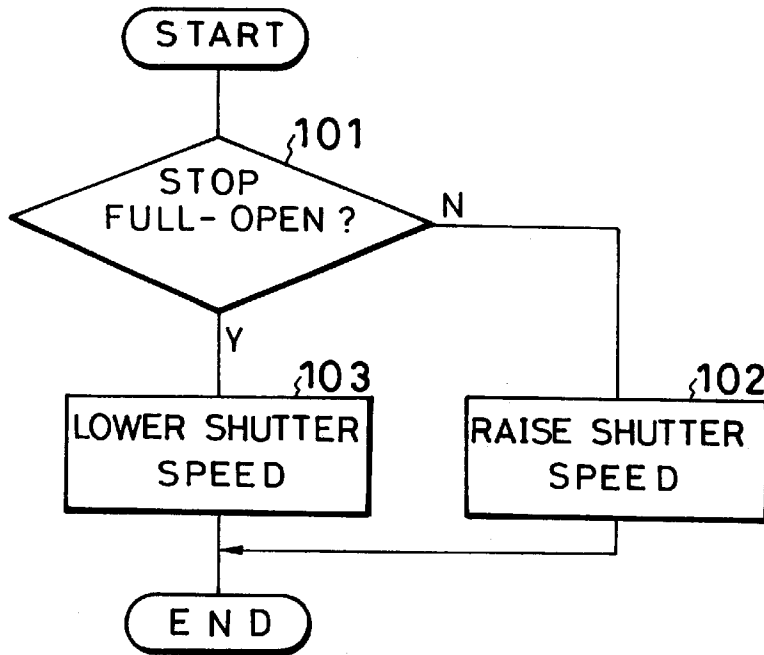 START
101
STOP
FULL-OPEN?
N
Y
103
LOWER SHUTTER
SPEED
102
RAISE SHUTTER
SPEED
END